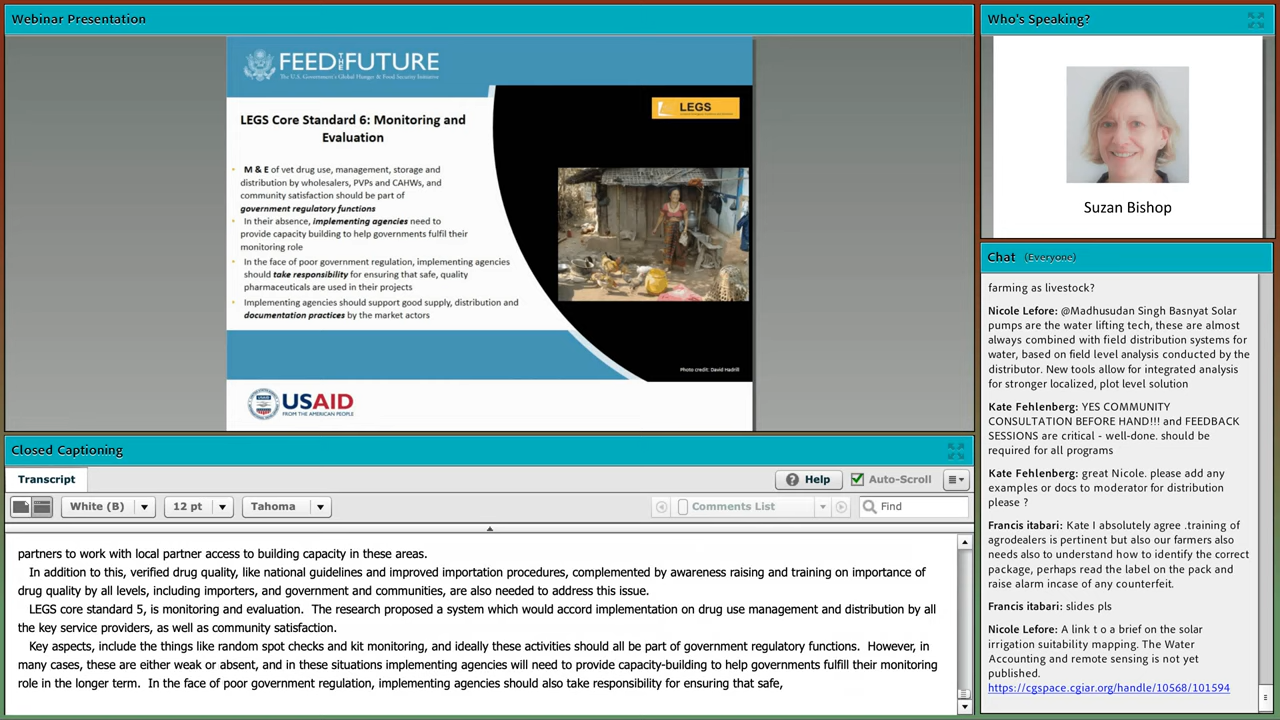 Webinar Presentation
FEED THE FUTURE
The U.S. Government's Global Hunger & Food Security Initiative
LEGS
LEGS Core Standard 6: Monitoring and
Evaluation
• M & E of vet drug use, management, storage and
distribution by wholesalers, PVPs and CAHWs, and
community satisfaction should be part of
government regulatory functions
• In their absence, implementing agencies need to
provide capacity building to help governments fulfil their
monitoring role
• In the face of poor government regulation, implementing agencies
should take responsibility for ensuring that safe, quality
pharmaceuticals are used in their projects
• Implementing agencies should support good supply, distribution and
documentation practices by the market actors
Photo credit: David Hadrill
USAID
FROM THE AMERICAN PEOPLE
Who's Speaking?
Suzan Bishop
Chat (Everyone)
farming as livestock?
Nicole Lefore: @Madhusudan Singh Basnyat Solar
pumps are the water lifting tech, these are almost
always combined with field distribution systems for
water, based on field level analysis conducted by the
distributor. New tools allow for integrated analysis
for stronger localized, plot level solution
Kate Fehlenberg: YES COMMUNITY
CONSULTATION BEFORE HAND!!! and FEEDBACK
SESSIONS are critical - well-done. should be
required for all programs
Kate Fehlenberg: great Nicole. please add any
examples or docs to moderator for distribution
please ?
Francis itabari: Kate I absolutely agree .training of
agrodealers is pertinent but also our farmers also
needs also to understand how to identify the correct
package, perhaps read the label on the pack and
raise alarm incase of any counterfeit.
Francis itabari: slides pls
Nicole Lefore: A link t o a brief on the solar
irrigation suitability mapping. The Water
Accounting and remote sensing is not yet
published.
https://cgspace.cgiar.org/handle/10568/101594
Closed Captioning
Transcript
Help
Auto-Scroll
White (B)
12 pt
Tahoma
Comments List
Find
partners to work with local partner access to building capacity in these areas.
In addition to this, verified drug quality, like national guidelines and improved importation procedures, complemented by awareness raising and training on importance of
drug quality by all levels, including importers, and government and communities, are also needed to address this issue.
LEGS core standard 5, is monitoring and evaluation. The research proposed a system which would accord implementation on drug use management and distribution by all
the key service providers, as well as community satisfaction.
Key aspects, include the things like random spot checks and kit monitoring, and ideally these activities should all be part of government regulatory functions. However, in
many cases, these are either weak or absent, and in these situations implementing agencies will need to provide capacity-building to help governments fulfill their monitoring
role in the longer term. In the face of poor government regulation, implementing agencies should also take responsibility for ensuring that safe,